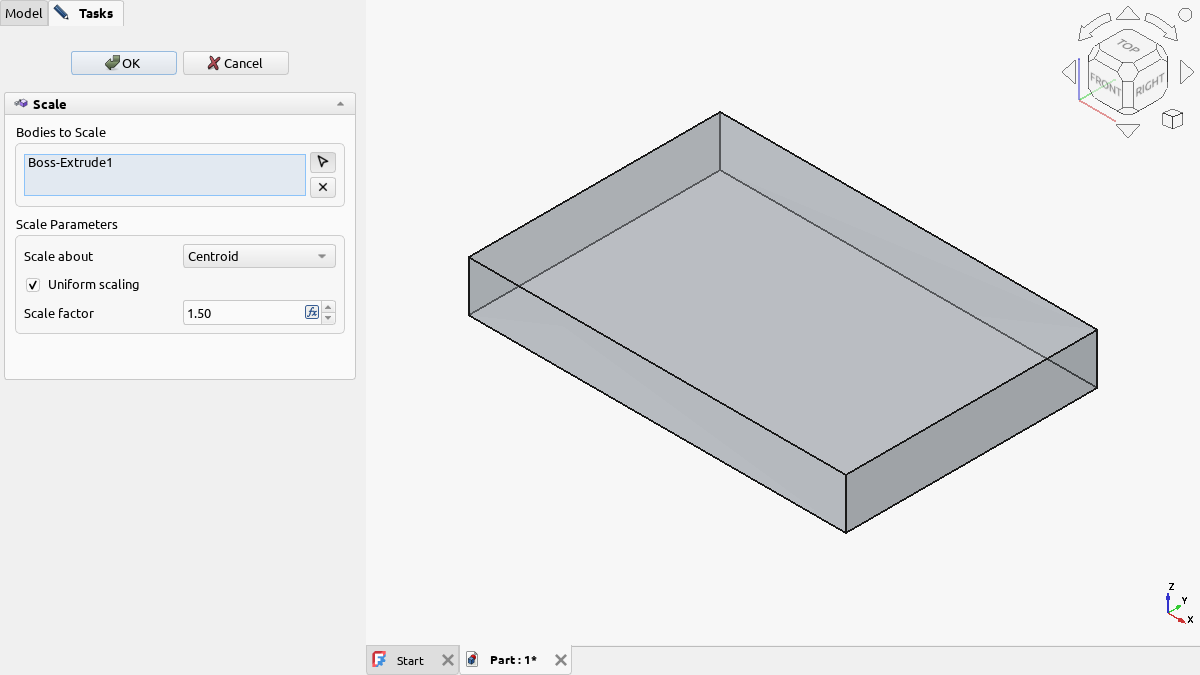 Model
Tasks
OK
Cancel
Scale
Bodies to Scale
Boss-Extrude1
Scale Parameters
Scale about
Centroid
Uniform scaling
Scale factor
1.50
fx
TOP
FRONT
RIGHT
Z
Y
X
Start
Part : 1*